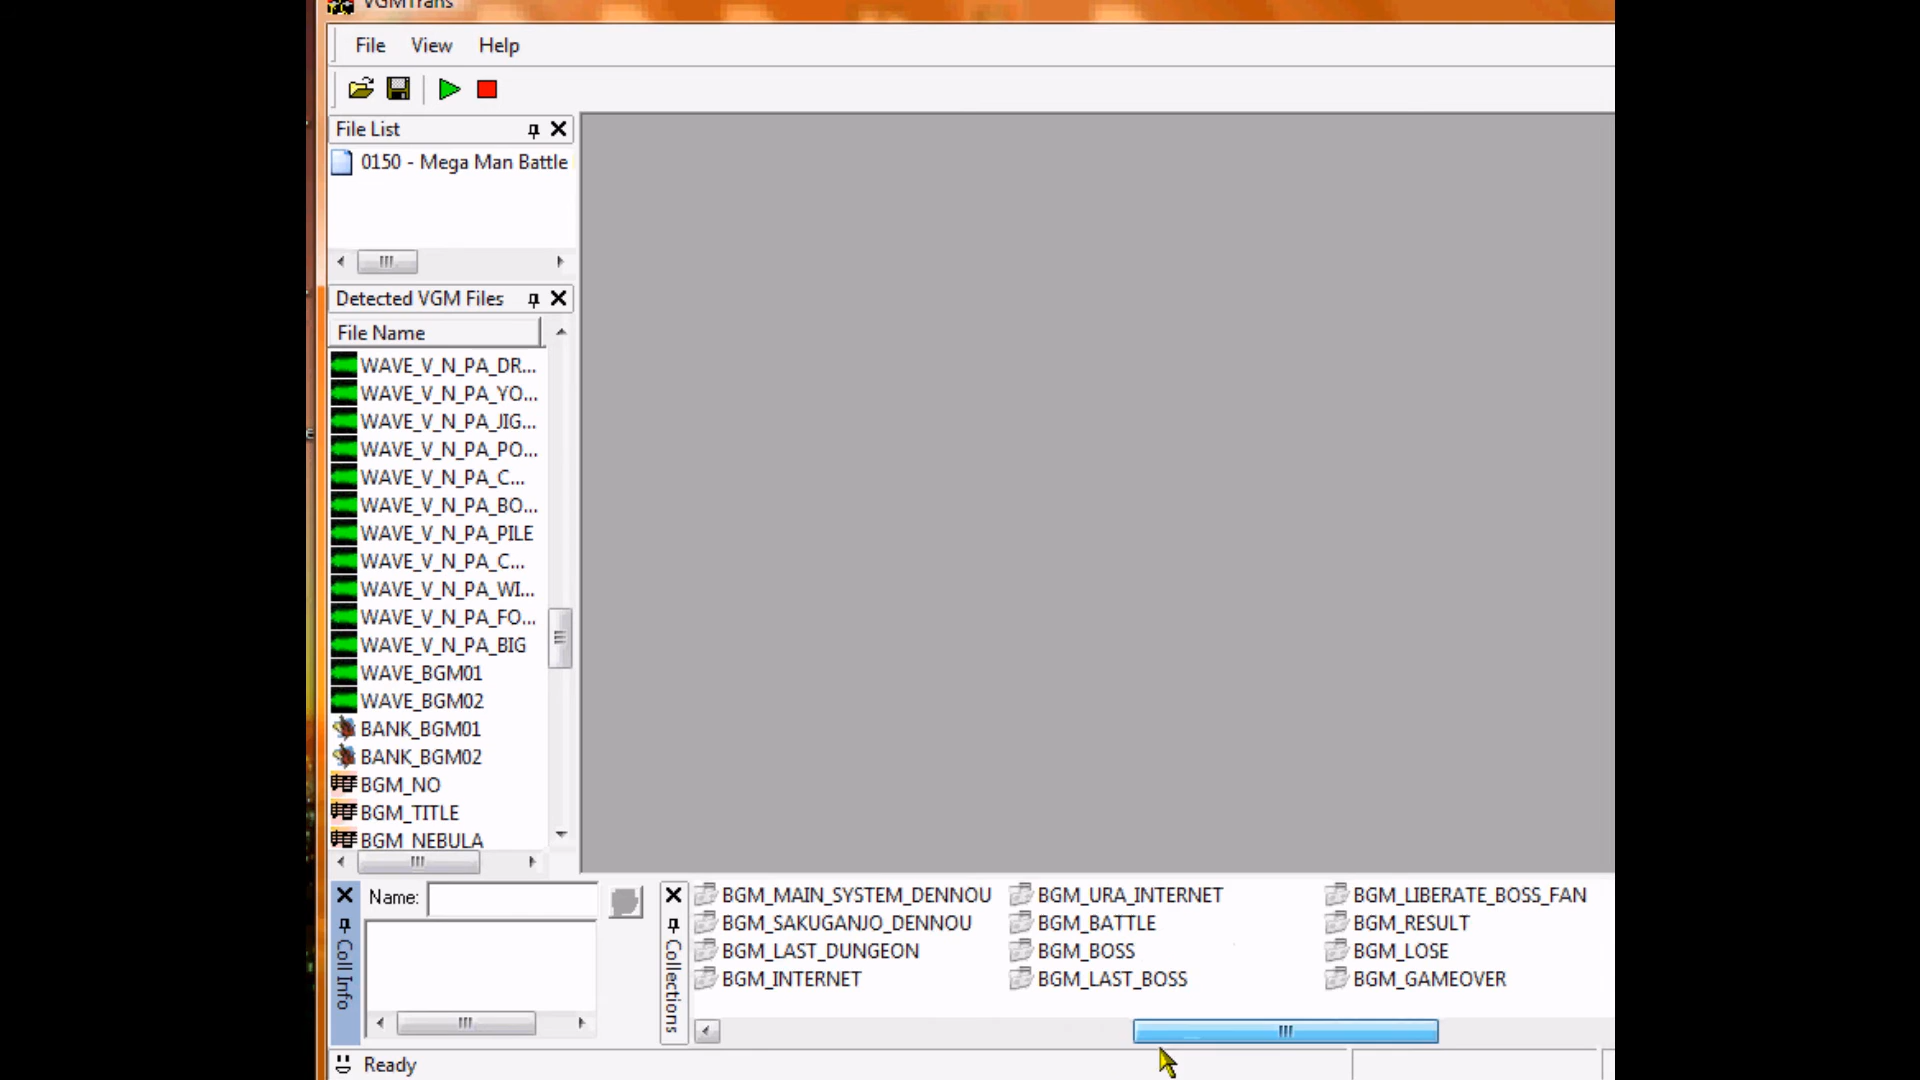 VGMTrans
File View Help
File List
0150 - Mega Man Battle
Detected VGM Files
File Name
WAVE_V_N_PA_DR...
WAVE_V_N_PA_YO...
WAVE_V_N_PA_JIG...
WAVE_V_N_PA_PO...
WAVE_V_N_PA_C...
WAVE_V_N_PA_BO...
WAVE_V_N_PA_PILE
WAVE_V_N_PA_C...
WAVE_V_N_PA_WI...
WAVE_V_N_PA_FO...
WAVE_V_N_PA_BIG
WAVE_BGM01
WAVE_BGM02
BANK_BGM01
BANK_BGM02
BGM_NO
BGM_TITLE
BGM_NEBULA
Coll Info
Name:
Collections
BGM_MAIN_SYSTEM_DENNOU
BGM_SAKUGANJO_DENNOU
BGM_LAST_DUNGEON
BGM_INTERNET
BGM_URA_INTERNET
BGM_BATTLE
BGM_BOSS
BGM_LAST_BOSS
BGM_LIBERATE_BOSS_FAN
BGM_RESULT
BGM_LOSE
BGM_GAMEOVER
Ready